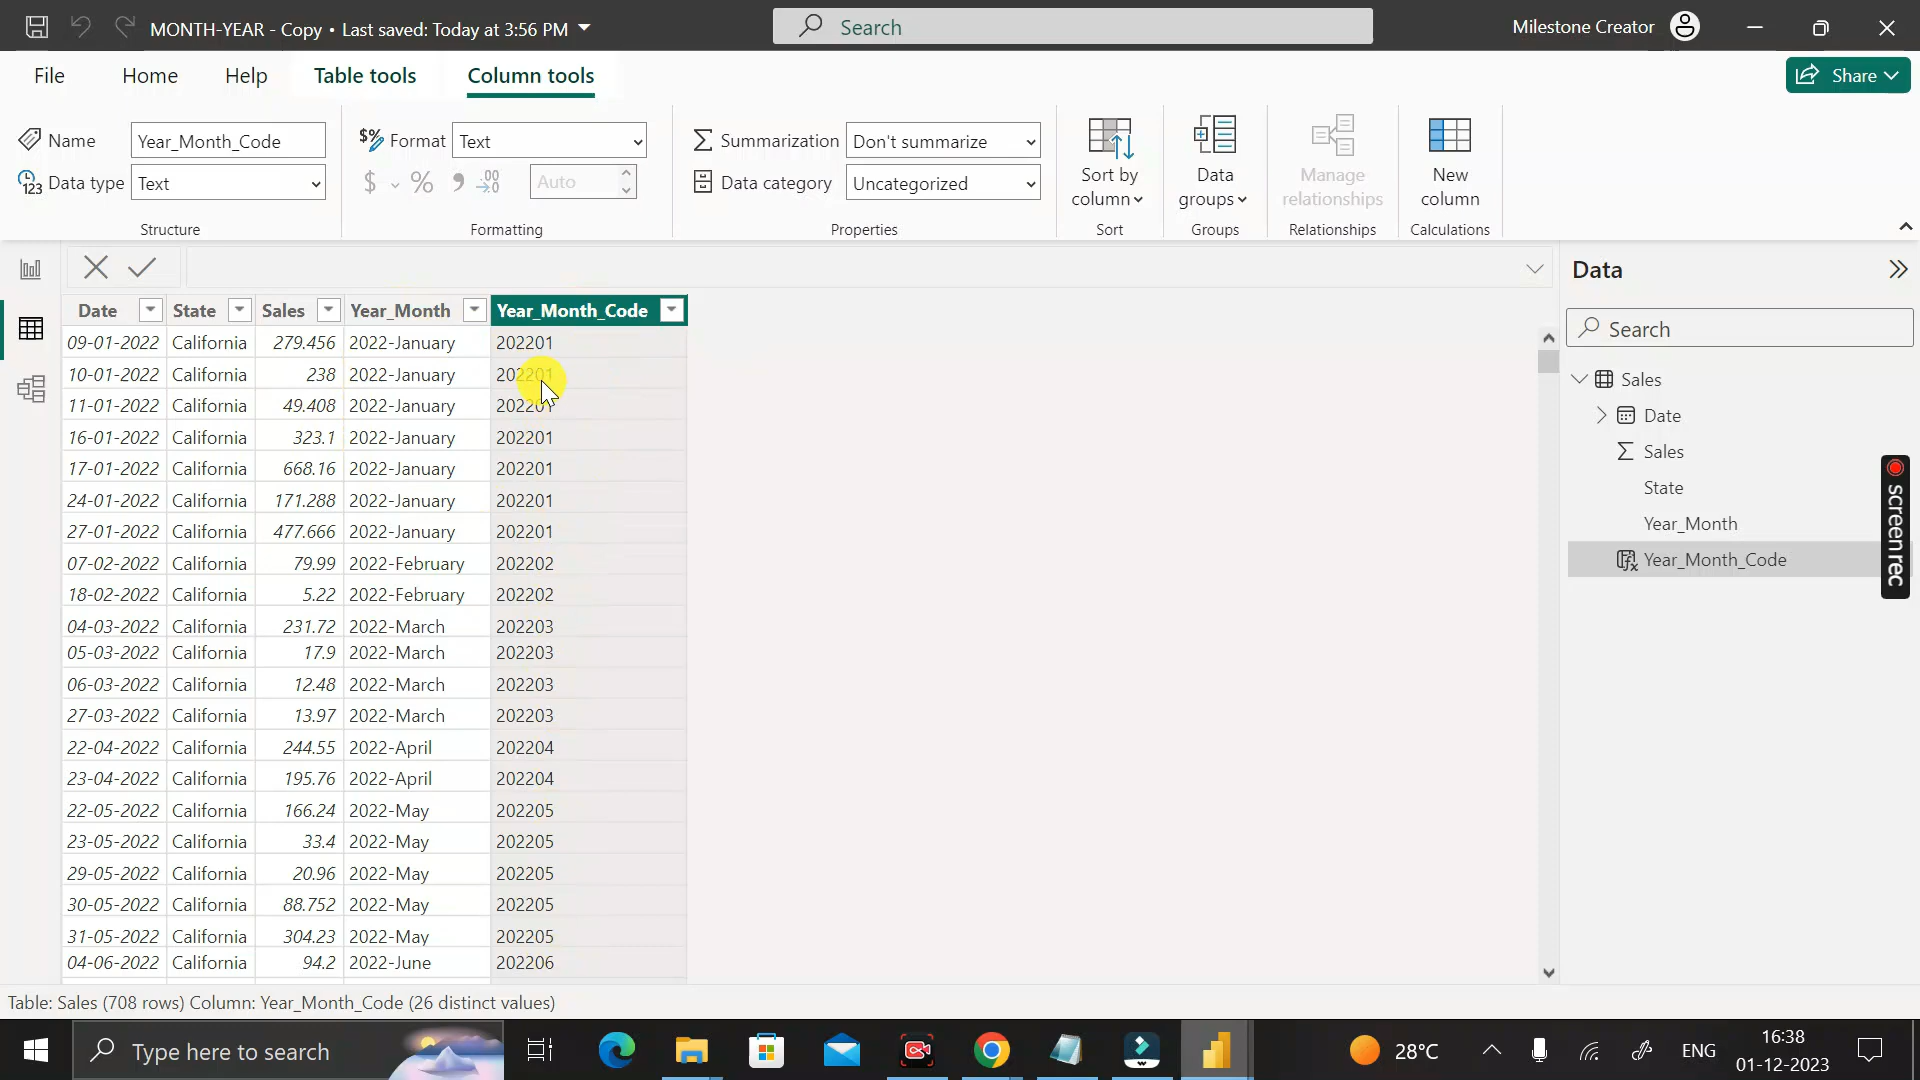 MONTH-YEAR - Copy • Last saved: Today at 3:56 PM
Search
Milestone Creator
File
Home
Help
Table tools
Column tools
Share
Name
Year_Month_Code
Data type
Text
Structure
Format
Text
$ % 9 .00
Auto
Formatting
Summarization
Don't summarize
Data category
Uncategorized
Properties
Sort by
column
Sort
Data
groups
Groups
Manage
relationships
Relationships
New
column
Calculations
Date State Sales Year_Month Year_Month_Code
09-01-2022 California 279.456 2022-January 202201
10-01-2022 California 238 2022-January 202201
11-01-2022 California 49.408 2022-January 202201
16-01-2022 California 323.1 2022-January 202201
17-01-2022 California 668.16 2022-January 202201
24-01-2022 California 171.288 2022-January 202201
27-01-2022 California 477.666 2022-January 202201
07-02-2022 California 79.99 2022-February 202202
18-02-2022 California 5.22 2022-February 202202
04-03-2022 California 231.72 2022-March 202203
05-03-2022 California 17.9 2022-March 202203
06-03-2022 California 12.48 2022-March 202203
27-03-2022 California 13.97 2022-March 202203
22-04-2022 California 244.55 2022-April 202204
23-04-2022 California 195.76 2022-April 202204
22-05-2022 California 166.24 2022-May 202205
23-05-2022 California 33.4 2022-May 202205
29-05-2022 California 20.96 2022-May 202205
30-05-2022 California 88.752 2022-May 202205
31-05-2022 California 304.23 2022-May 202205
04-06-2022 California 94.2 2022-June 202206
Data
Search
Sales
Date
Sales
State
Year_Month
Year_Month_Code
screen rec
Table: Sales (708 rows) Column: Year_Month_Code (26 distinct values)
Type here to search
28°C
ENG
16:38
01-12-2023